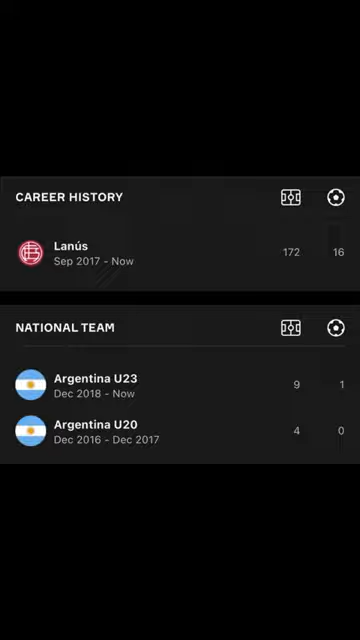 CAREER HISTORY
Lanús
Sep 2017 - Now
172 16
NATIONAL TEAM
Argentina U23
Dec 2018 - Now
9 1
Argentina U20
Dec 2016 - Dec 2017
4 0